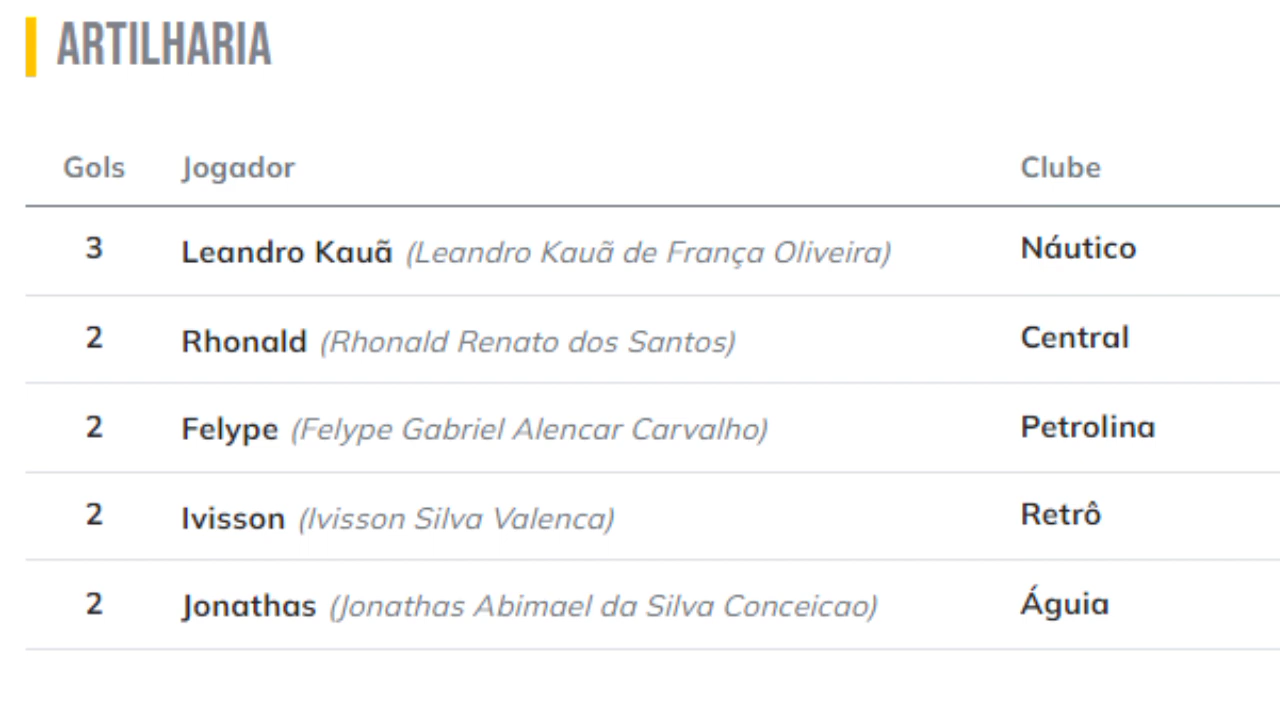 ARTILHARIA
Gols Jogador Clube
3 Leandro Kauã (Leandro Kauã de França Oliveira) Náutico
2 Rhonald (Rhonald Renato dos Santos) Central
2 Felype (Felype Gabriel Alencar Carvalho) Petrolina
2 Ivisson (Ivisson Silva Valenca) Retrô
2 Jonathas (Jonathas Abimael da Silva Conceicao) Águia